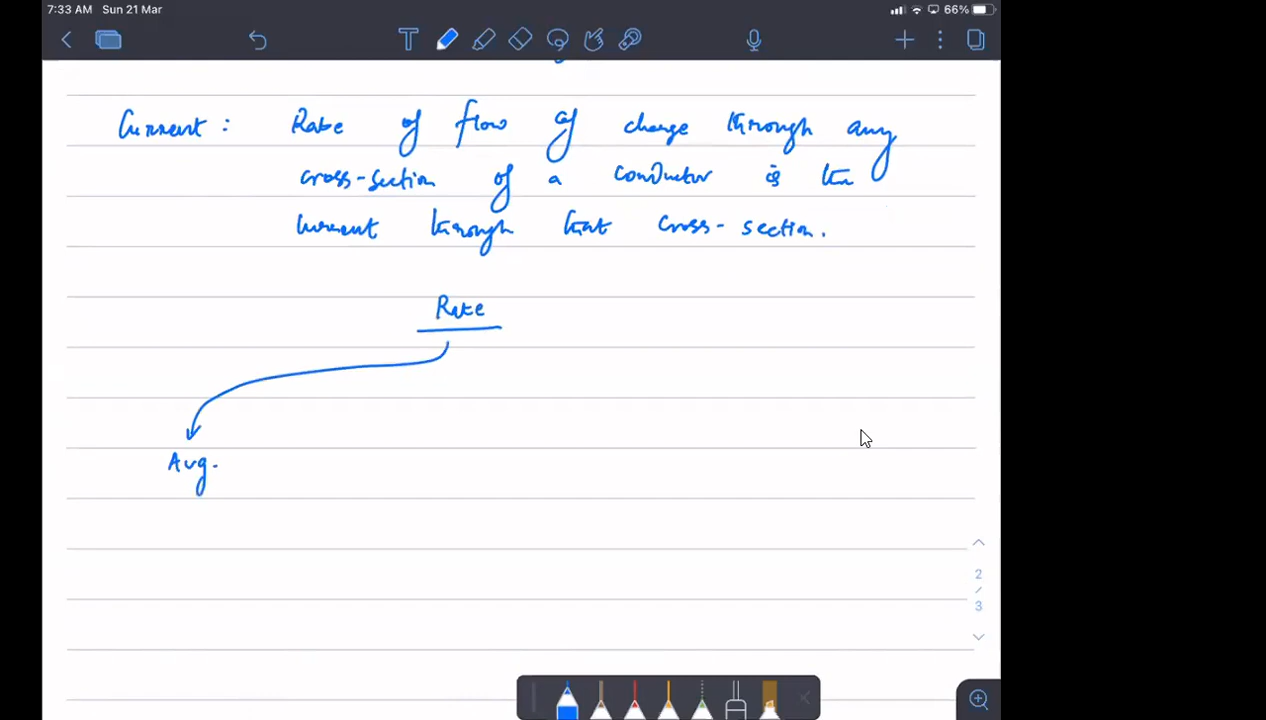 7:33 AM Sun 21 Mar 66%
T
Current : Rate of flow of charge through any
cross-section of a conductor is the
current through that cross-section.
Rate
Avg.
2
/
3